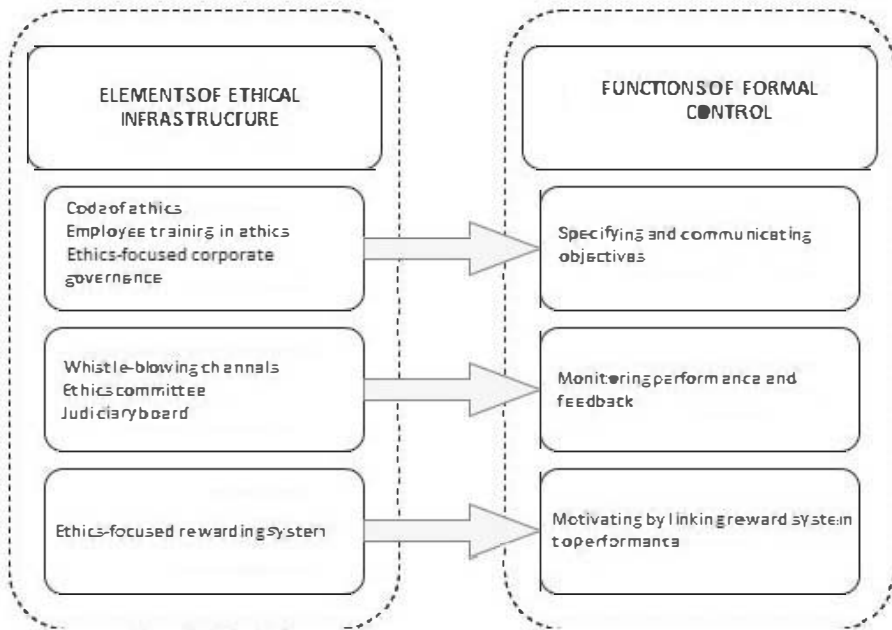 ELEMENTS OF ETHICAL
INFRASTRUCTURE
FUNCTIONS OF FORMAL
CONTROL
Code of ethics
Employee training in ethics
Ethics-focused corporate
governence
Specifying and communicating
objectives
Whistle-blowing channals
Ethics committee
Judiciary board
Monitoring performance and
feedback
Ethics-focused rewarding system
Motivating by linking reward system
to performance